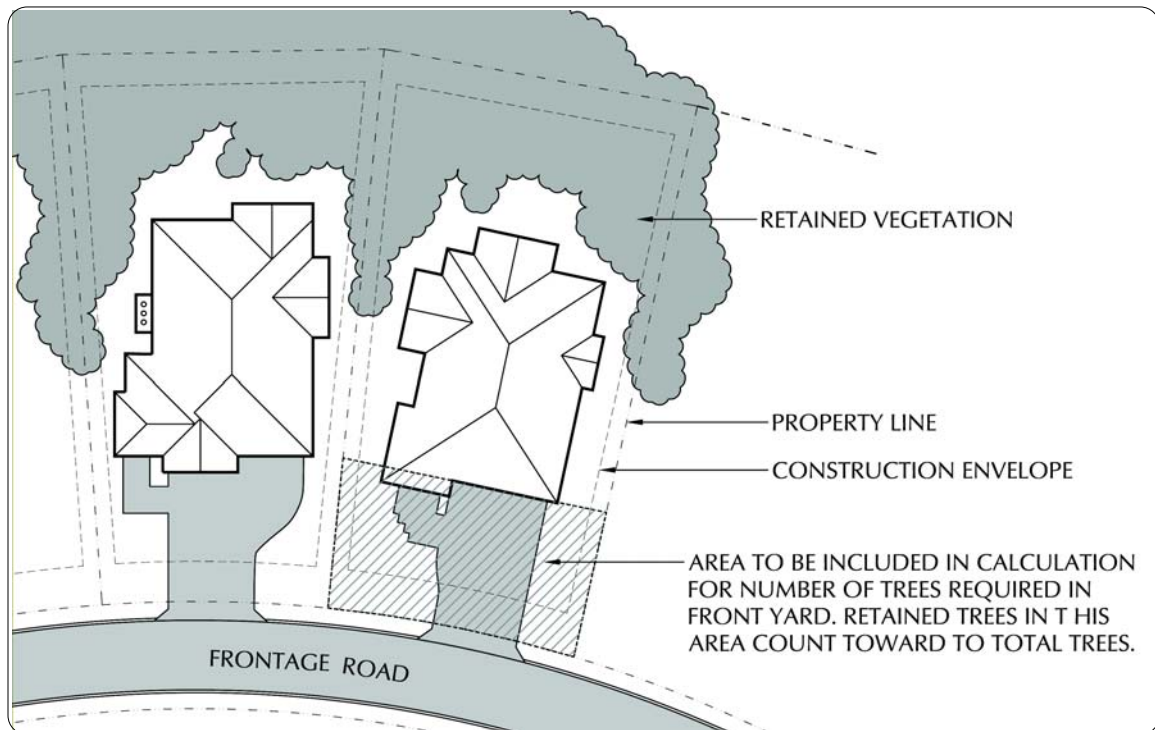 RETAINED VEGETATION
PROPERTY LINE
CONSTRUCTION ENVELOPE
AREA TO BE INCLUDED IN CALCULATION
FOR NUMBER OF TREES REQUIRED IN
FRONT YARD. RETAINED TREES IN T HIS
AREA COUNT TOWARD TO TOTAL TREES.
FRONTAGE ROAD